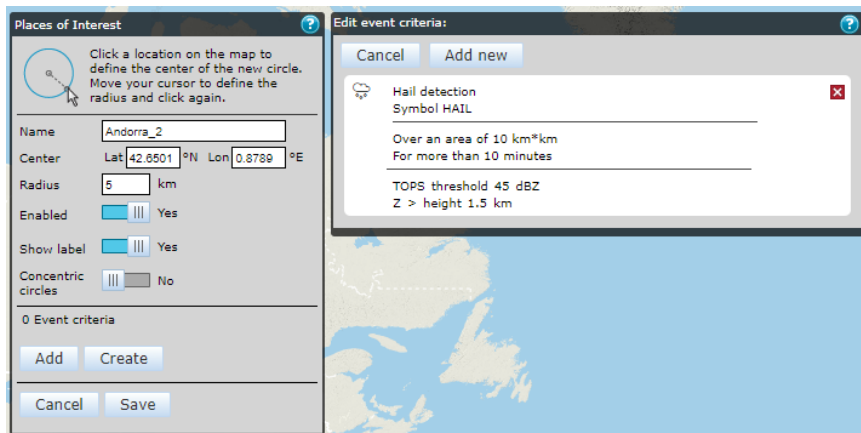 Places of Interest ?
Click a location on the map to
define the center of the new circle.
Move your cursor to define the
radius and click again.
Name Andorra_2
Center Lat 42.6501 °N Lon 0.8789 °E
Radius 5 km
Enabled Yes
Show label Yes
Concentric
circles No
0 Event criteria
Add Create
Cancel Save
Edit event criteria: ?
Cancel Add new
Hail detection
Symbol HAIL
Over an area of 10 km*km
For more than 10 minutes
TOPS threshold 45 dBZ
Z > height 1.5 km